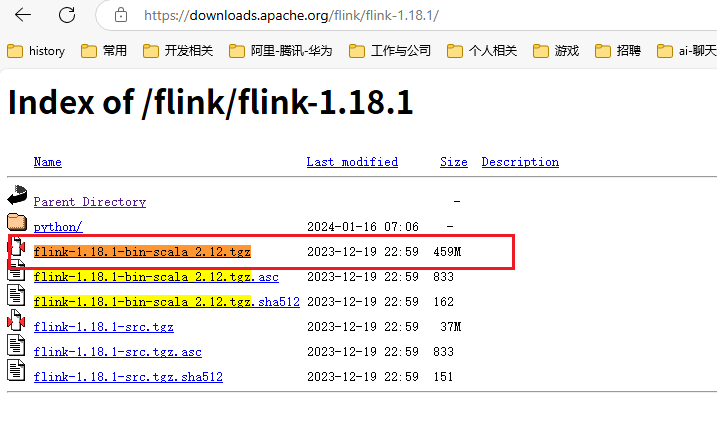 https://downloads.apache.org/flink/flink-1.18.1/
history 常用 开发相关 阿里-腾讯-华为 工作与公司 个人相关 游戏 招聘 ai-聊天
Index of /flink/flink-1.18.1
Name Last modified Size Description
Parent Directory -
python/ 2024-01-16 07:06 -
flink-1.18.1-bin-scala_2.12.tgz 2023-12-19 22:59 459M
flink-1.18.1-bin-scala_2.12.tgz.asc 2023-12-19 22:59 833
flink-1.18.1-bin-scala_2.12.tgz.sha512 2023-12-19 22:59 162
flink-1.18.1-src.tgz 2023-12-19 22:59 37M
flink-1.18.1-src.tgz.asc 2023-12-19 22:59 833
flink-1.18.1-src.tgz.sha512 2023-12-19 22:59 151